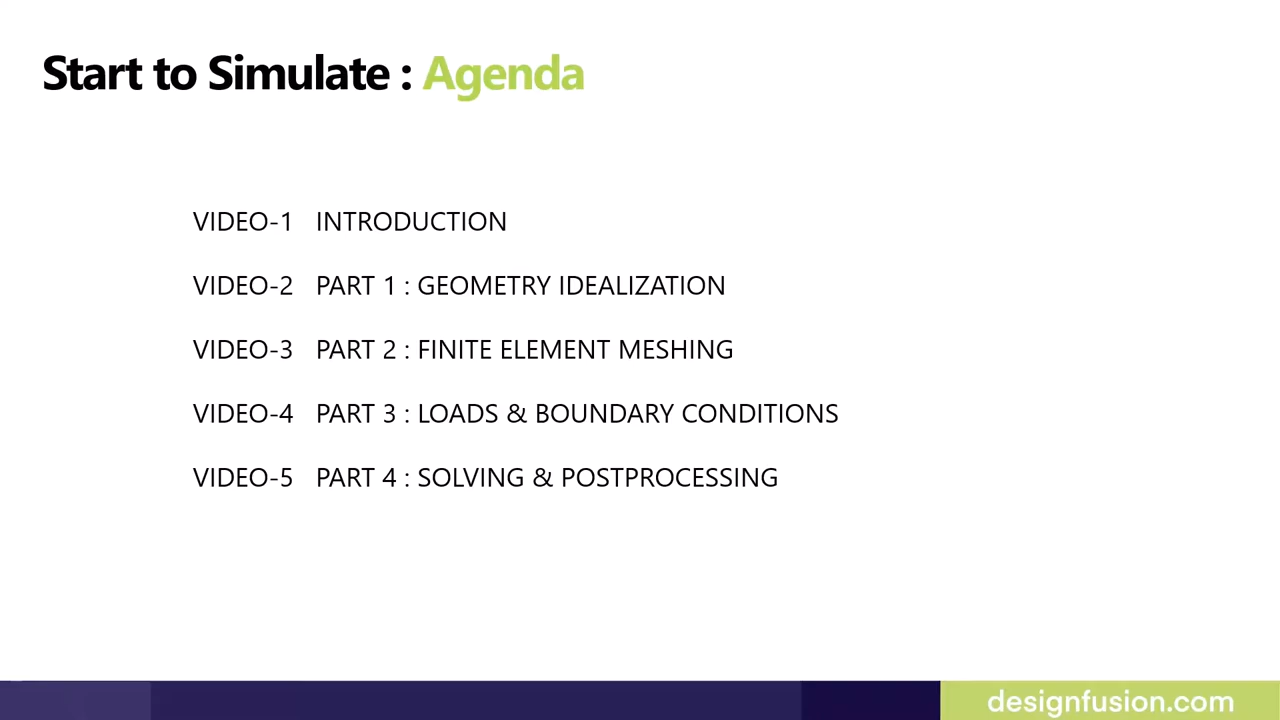 Start to Simulate : Agenda
VIDEO-1 INTRODUCTION
VIDEO-2 PART 1 : GEOMETRY IDEALIZATION
VIDEO-3 PART 2 : FINITE ELEMENT MESHING
VIDEO-4 PART 3 : LOADS & BOUNDARY CONDITIONS
VIDEO-5 PART 4 : SOLVING & POSTPROCESSING
designfusion.com